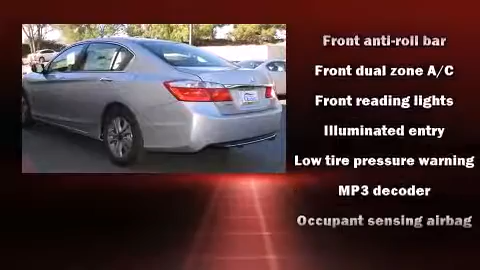 Front anti-roll bar
Front dual zone A/C
Front reading lights
Illuminated entry
Low tire pressure warning
MP3 decoder
Occupant sensing airbag